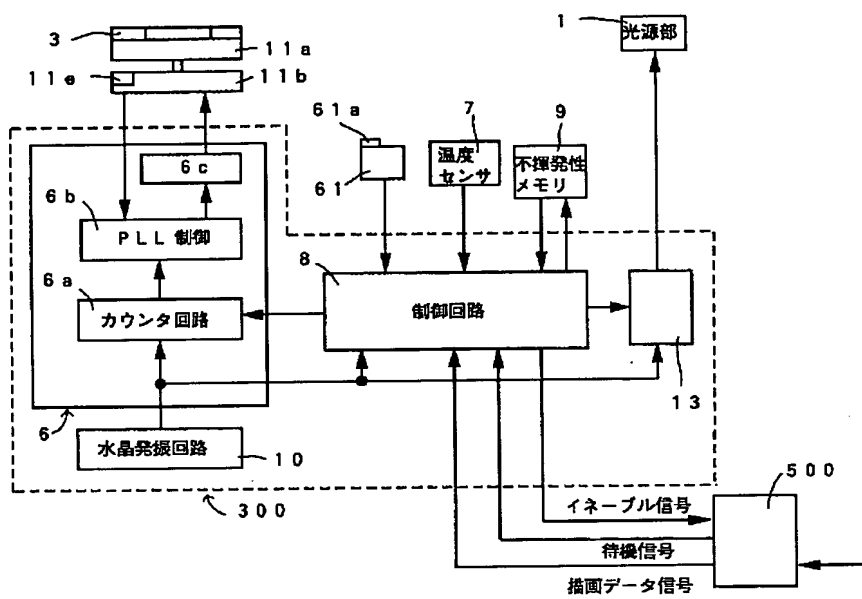 3
11a
11e
11b
1
光源部
61a
61
7
温度
センサ
9
不揮発性
メモリ
6c
6b
PLL制御
6a
カウンタ回路
8
制御回路
13
6
水晶発振回路
10
300
500
イネーブル信号
待機信号
描画データ信号